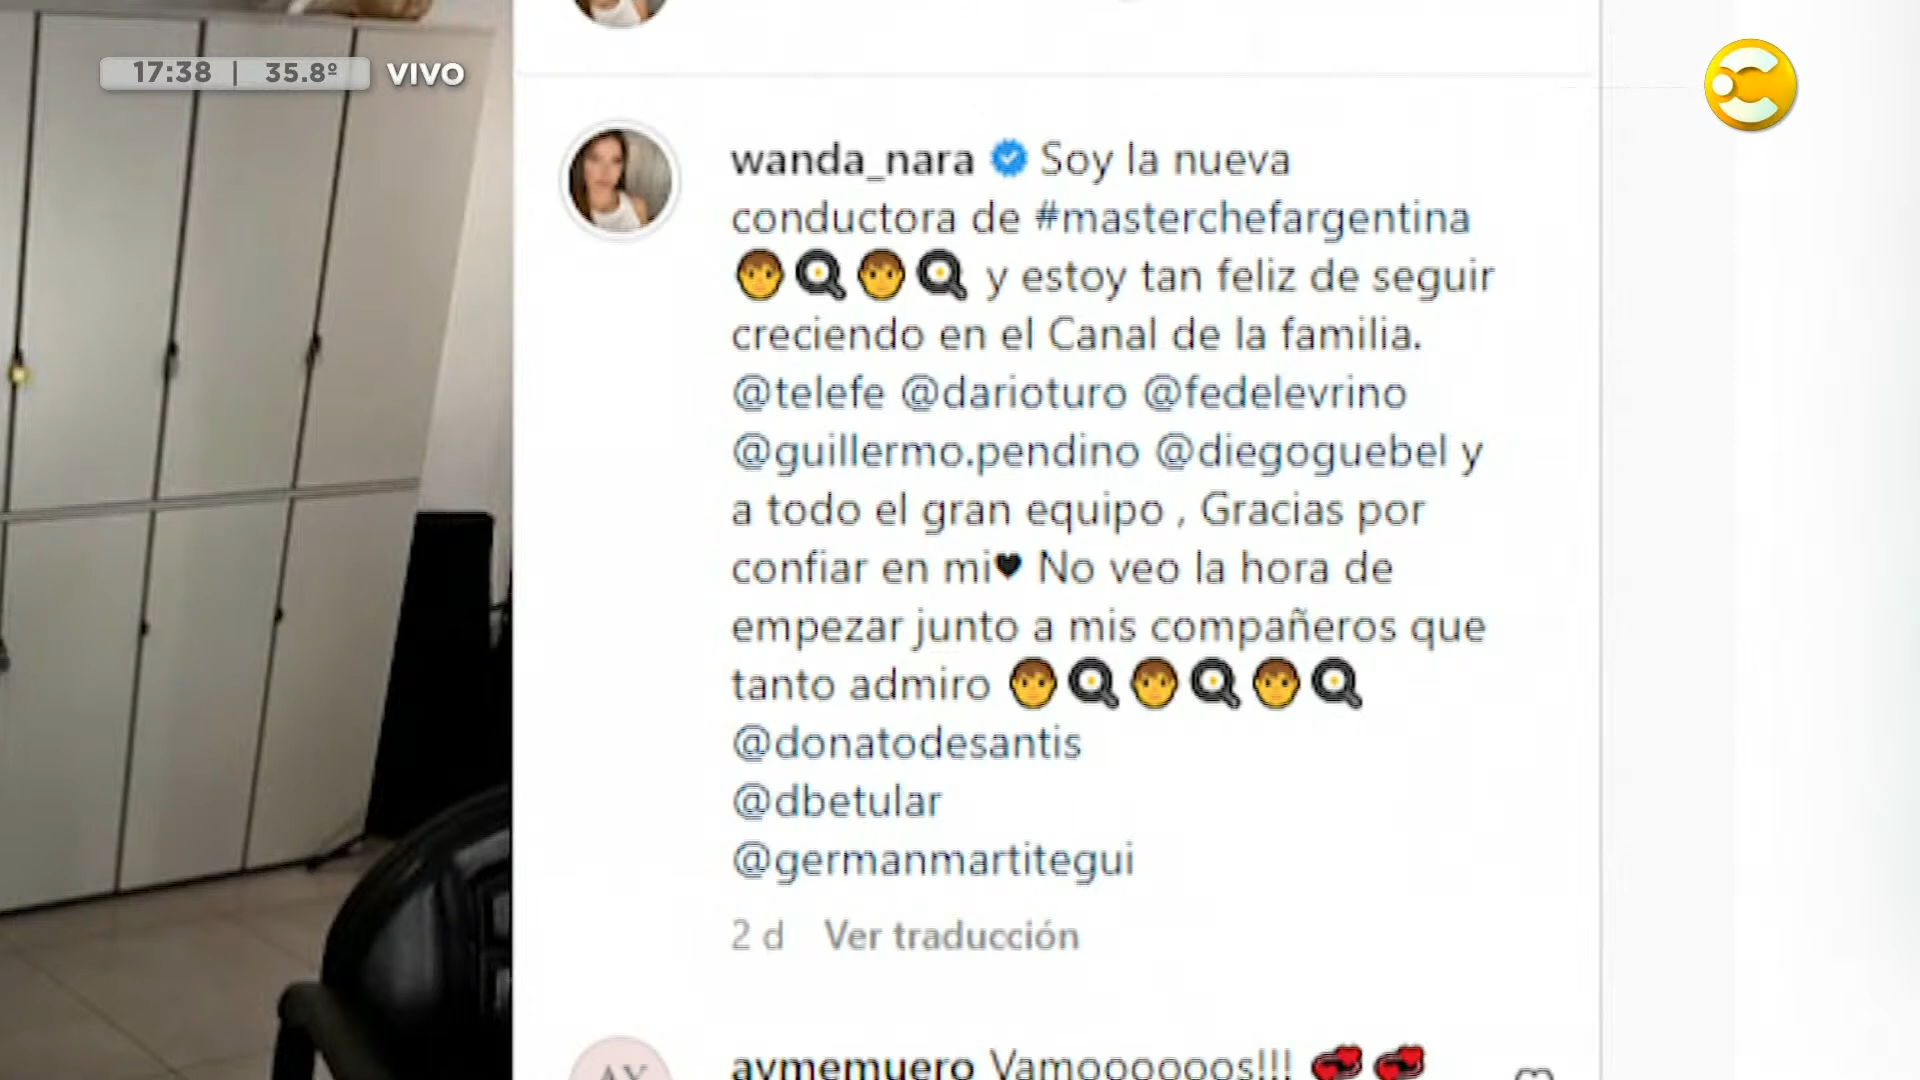 17:38 | 35.8º VIVO
wanda_nara Soy la nueva
conductora de #masterchefargentina
🧑🍳🧑🍳 y estoy tan feliz de seguir
creciendo en el Canal de la familia.
@telefe @darioturo @fedelevrino
@guillermo.pendino @diegoguebel y
a todo el gran equipo , Gracias por
confiar en mi♥ No veo la hora de
empezar junto a mis compañeros que
tanto admiro 🧑🍳🧑🍳🧑🍳
@donatodesantis
@dbetular
@germanmartitegui
2 d Ver traducción
AY
aymemuero Vamoooooos!!! 💞💞